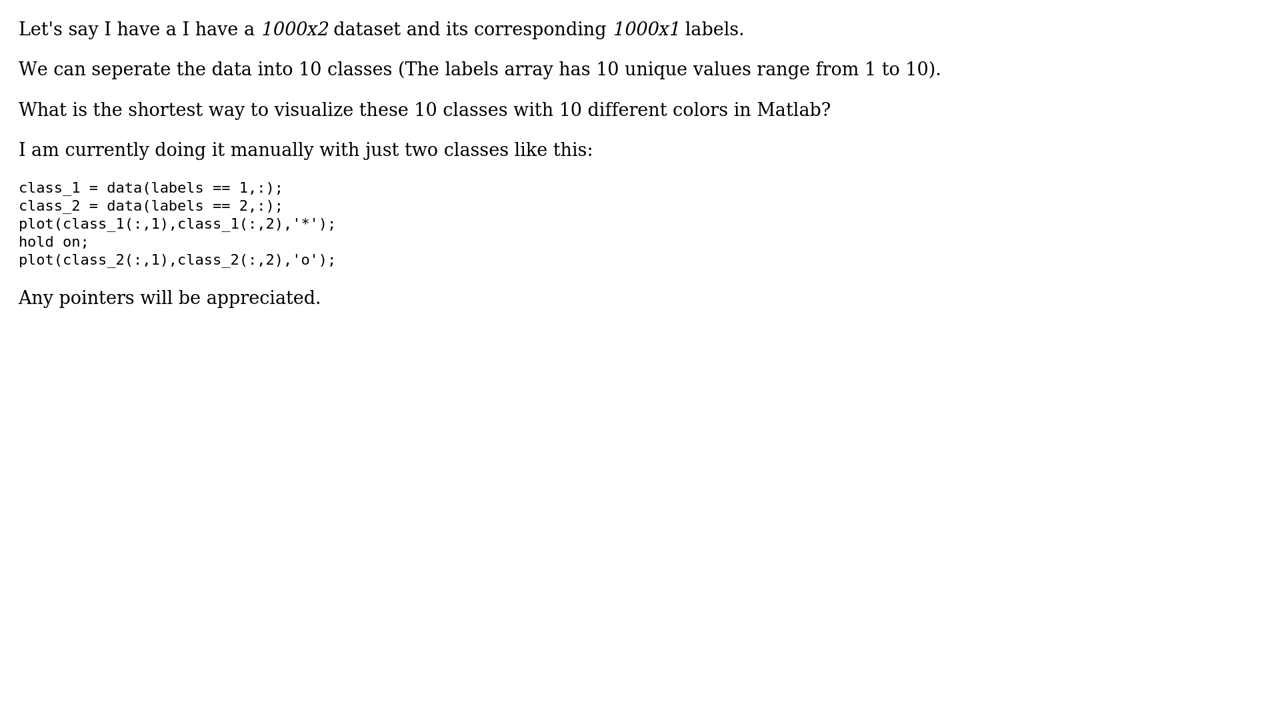 Let's say I have a I have a 1000x2 dataset and its corresponding 1000x1 labels.
We can seperate the data into 10 classes (The labels array has 10 unique values range from 1 to 10).
What is the shortest way to visualize these 10 classes with 10 different colors in Matlab?
I am currently doing it manually with just two classes like this:
class_1 = data(labels == 1,:);
class_2 = data(labels == 2,:);
plot(class_1(:,1),class_1(:,2),'*');
hold on;
plot(class_2(:,1),class_2(:,2),'o');
Any pointers will be appreciated.